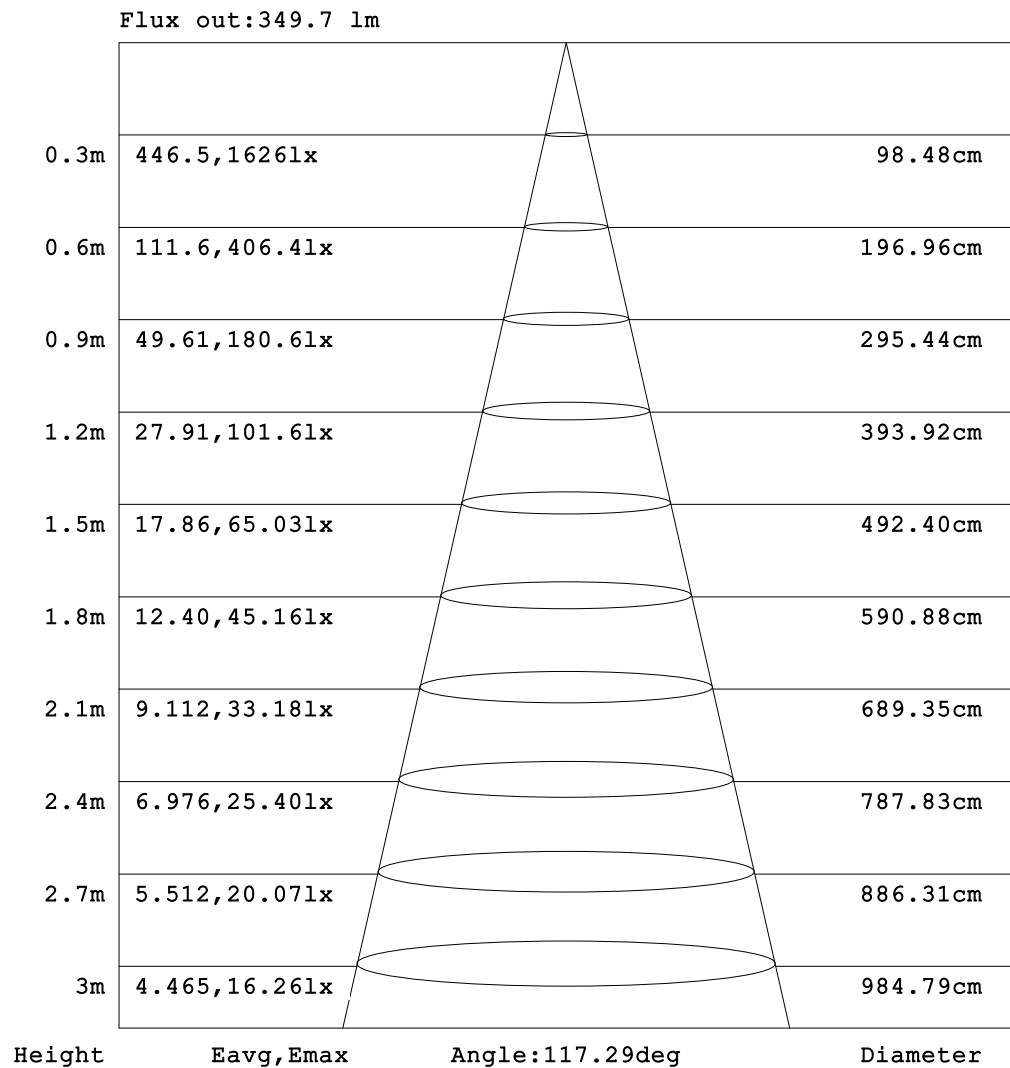 Flux out:349.7 lm
0.3m 446.5,1626lx 98.48cm
0.6m 111.6,406.4lx 196.96cm
0.9m 49.61,180.6lx 295.44cm
1.2m 27.91,101.6lx 393.92cm
1.5m 17.86,65.03lx 492.40cm
1.8m 12.40,45.16lx 590.88cm
2.1m 9.112,33.18lx 689.35cm
2.4m 6.976,25.40lx 787.83cm
2.7m 5.512,20.07lx 886.31cm
3m 4.465,16.26lx 984.79cm
Height Eavg,Emax Angle:117.29deg Diameter